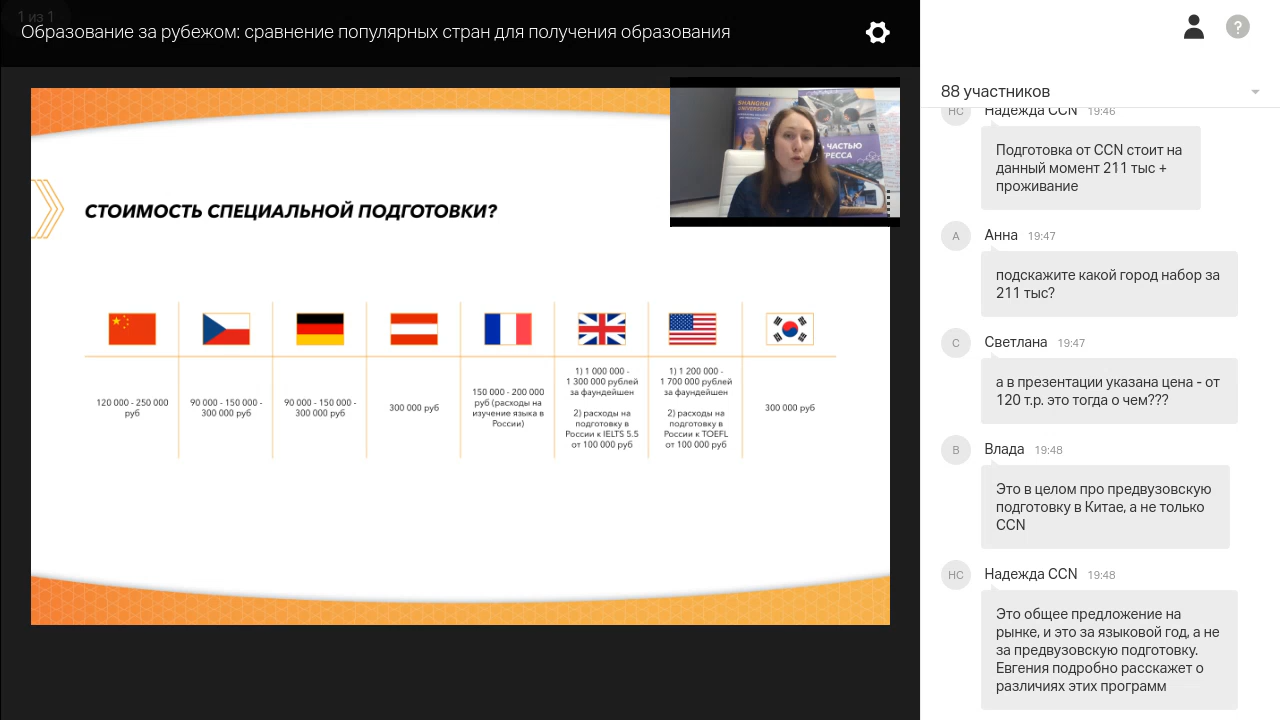 1 из 1
Образование за рубежом: сравнение популярных стран для получения образования
SHANGHAI
UNIVERSITY
ЧАСТЬЮ
СТОИМОСТЬ СПЕЦИАЛЬНОЙ ПОДГОТОВКИ?
120 000 - 250 000
руб
90 000 - 150 000 -
300 000 руб
90 000 - 150 000 -
300 000 руб
300 000 руб
150 000 - 200 000
руб (расходы на
изучение языка в
России)
1) 1 000 000 -
1 300 000 рублей
за фаундейшен
2) расходы на
подготовку в
России к IELTS 5.5
от 100 000 руб
1) 1 200 000 -
1 700 000 рублей
за фаундейшен
2) расходы на
подготовку в
России к TOEFL
от 100 000 руб
300 000 руб
88 участников
НС Надежда CCN 19:46
Подготовка от CCN стоит на
данный момент 211 тыс +
проживание
А Анна 19:47
подскажите какой город набор за
211 тыс?
С Светлана 19:47
а в презентации указана цена - от
120 т.р. это тогда о чем???
В Влада 19:48
Это в целом про предвузовскую
подготовку в Китае, а не только
CCN
НС Надежда CCN 19:48
Это общее предложение на
рынке, и это за языковой год, а не
за предвузовскую подготовку.
Евгения подробно расскажет о
различиях этих программ